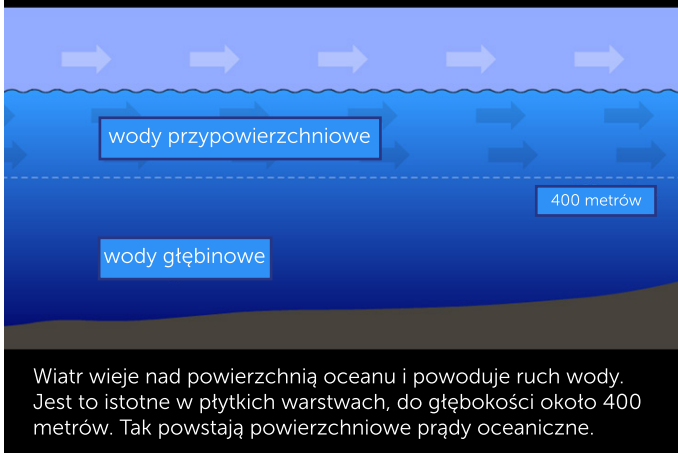 wody przypowierzchniowe
400 metrów
wody głębinowe
Wiatr wieje nad powierzchnią oceanu i powoduje ruch wody.
Jest to istotne w płytkich warstwach, do głębokości około 400
metrów. Tak powstają powierzchniowe prądy oceaniczne.